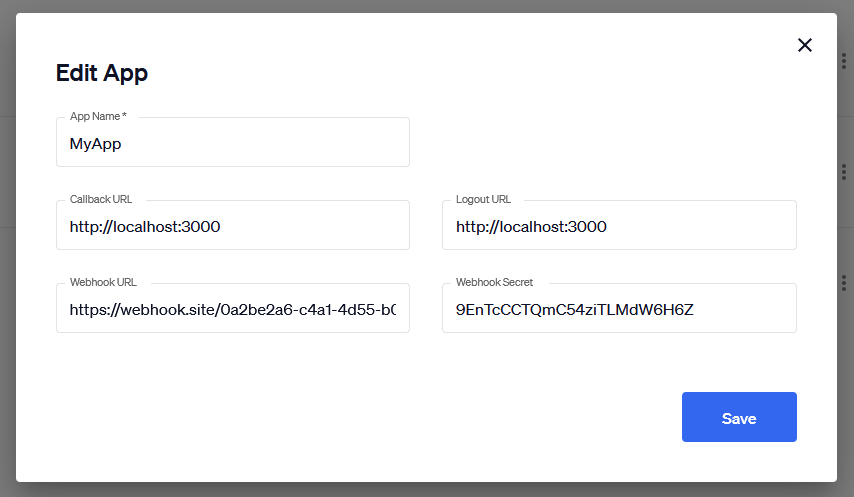 Edit App
App Name *
MyApp
Callback URL
http://localhost:3000
Logout URL
http://localhost:3000
Webhook URL
https://webhook.site/0a2be2a6-c4a1-4d55-b0
Webhook Secret
9EnTcCCTQmC54ziTLMdW6H6Z
Save